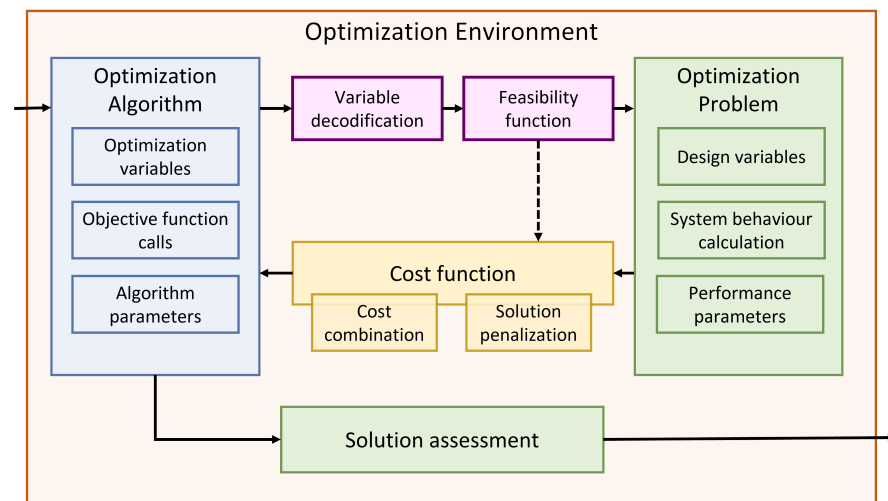 Optimization Environment
Optimization
Algorithm
Optimization
variables
Objective function
calls
Algorithm
parameters
Variable
decodification
Feasibility
function
Optimization
Problem
Design variables
System behaviour
calculation
Performance
parameters
Cost function
Cost
combination
Solution
penalization
Solution assessment